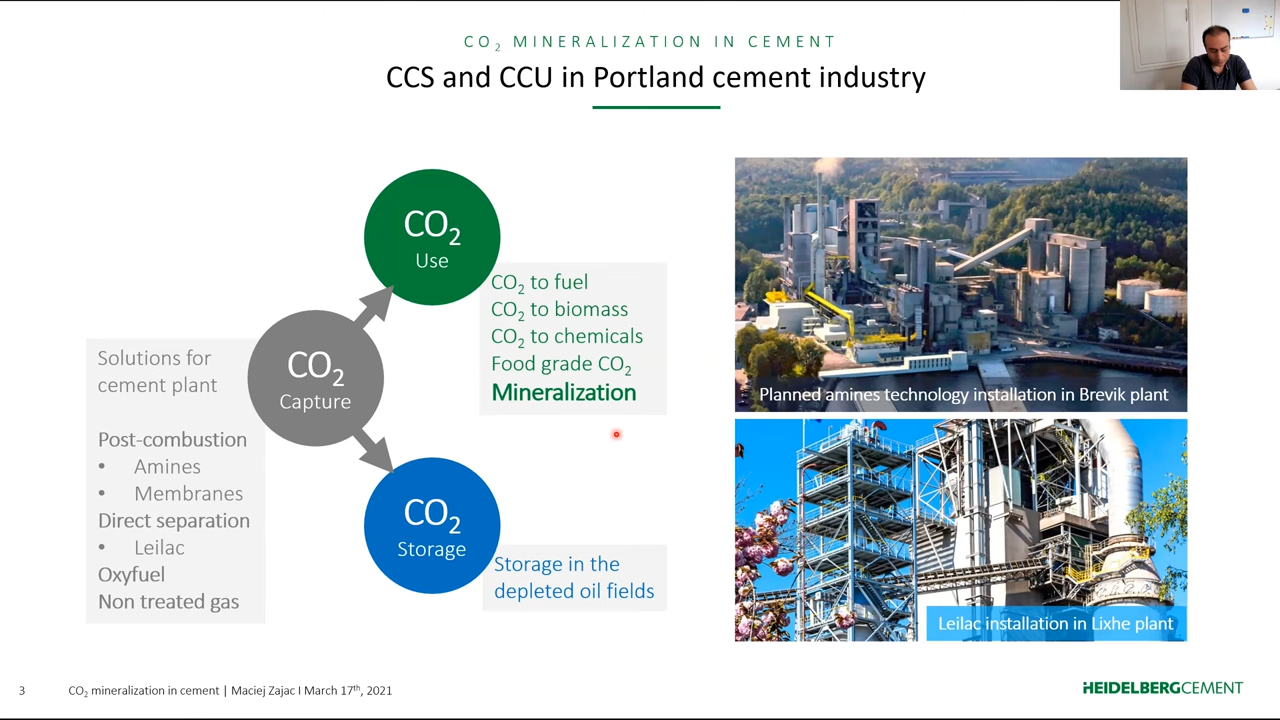 CO₂ MINERALIZATION IN CEMENT
CCS and CCU in Portland cement industry
CO₂
Use
CO₂ to fuel
CO₂ to biomass
CO₂ to chemicals
Food grade CO₂
Mineralization
Solutions for
cement plant
CO₂
Capture
Post-combustion
• Amines
• Membranes
Direct separation
• Leilac
Oxyfuel
Non treated gas
CO₂
Storage
Storage in the
depleted oil fields
Planned amines technology installation in Brevik plant
Leilac installation in Lixhe plant
3
CO₂ mineralization in cement | Maciej Zajac I March 17th, 2021
HEIDELBERGCEMENT